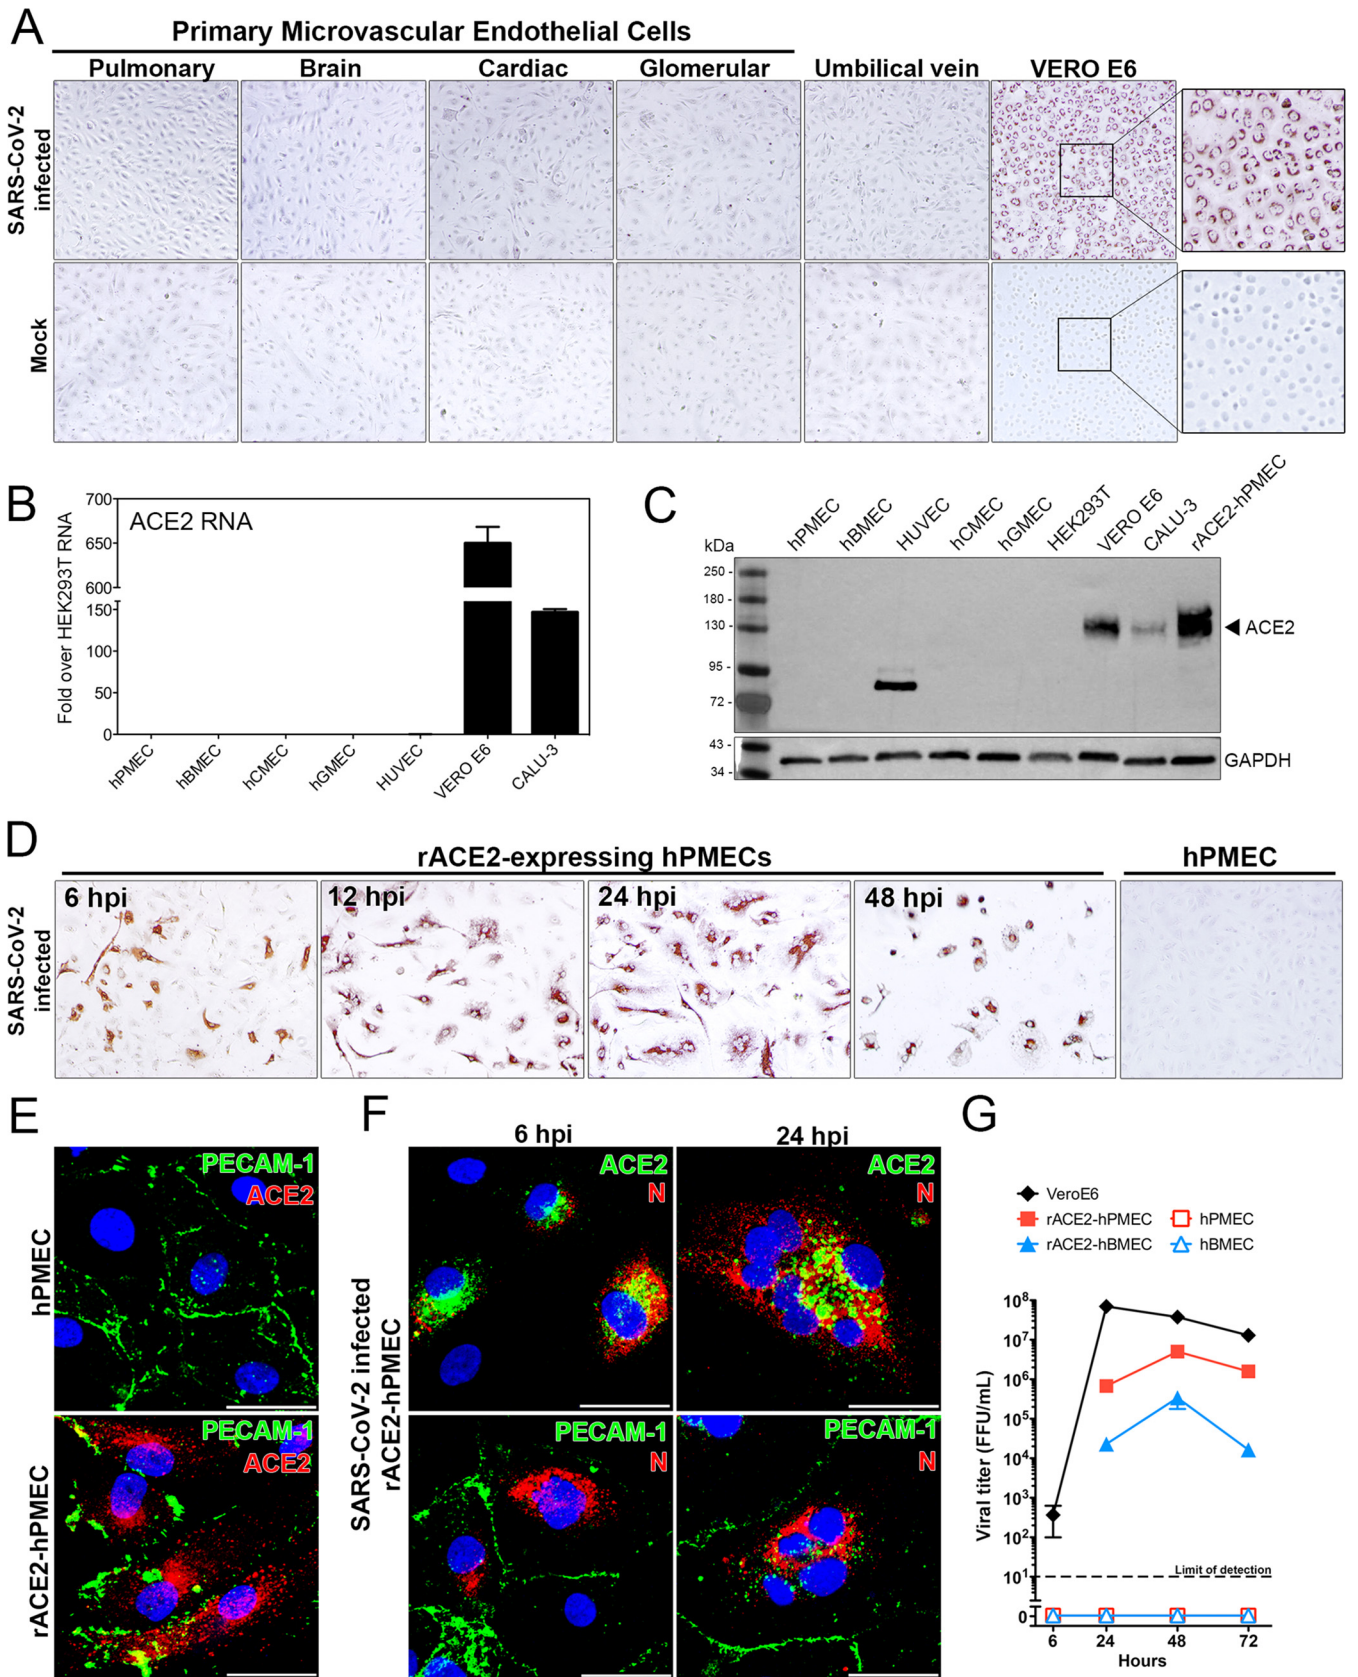 A
Primary Microvascular Endothelial Cells
Pulmonary
Brain
Cardiac
Glomerular
Umbilical vein
VERO E6
SARS-CoV-2
infected
Mock
B
ACE2 RNA
Fold over HEK293T RNA
700
650
600
150
100
50
0
hPMEC
hBMEC
hCMEC
hGMEC
HUVEC
VERO E6
CALU-3
C
kDa
hPMEC
hBMEC
HUVEC
hCMEC
hGMEC
HEK293T
VERO E6
CALU-3
rACE2-hPMEC
250 -
180 -
130 -
95 -
72 -
43 -
34 -
ACE2
GAPDH
D
rACE2-expressing hPMECs
hPMEC
SARS-CoV-2
infected
6 hpi
12 hpi
24 hpi
48 hpi
E
hPMEC
PECAM-1
ACE2
rACE2-hPMEC
PECAM-1
ACE2
F
6 hpi
24 hpi
SARS-CoV-2 infected
rACE2-hPMEC
ACE2
N
ACE2
N
PECAM-1
N
PECAM-1
N
G
VeroE6
rACE2-hPMEC
hPMEC
rACE2-hBMEC
hBMEC
Viral titer (FFU/mL)
10⁸
10⁷
10⁶
10⁵
10⁴
10³
10²
10¹
0
Limit of detection
6
24
48
72
Hours